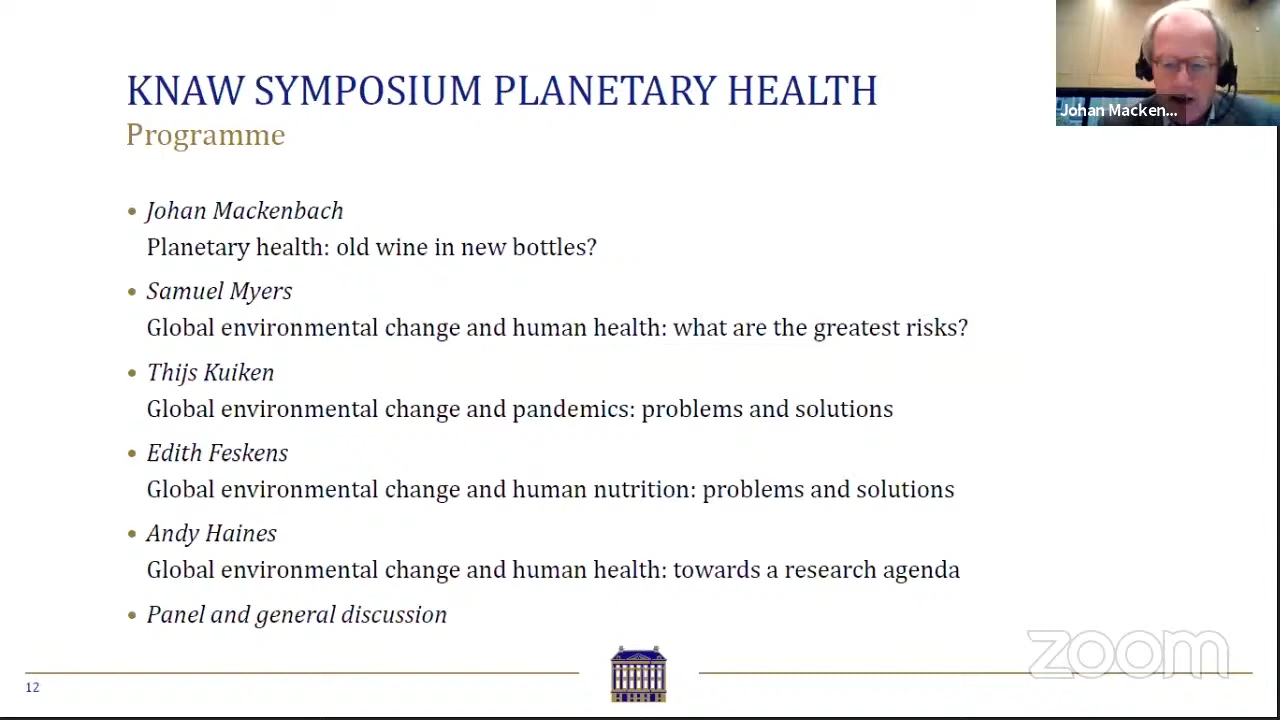 KNAW SYMPOSIUM PLANETARY HEALTH
Programme
Johan Macken...
• Johan Mackenbach
Planetary health: old wine in new bottles?
• Samuel Myers
Global environmental change and human health: what are the greatest risks?
• Thijs Kuiken
Global environmental change and pandemics: problems and solutions
• Edith Feskens
Global environmental change and human nutrition: problems and solutions
• Andy Haines
Global environmental change and human health: towards a research agenda
• Panel and general discussion
zoom
12